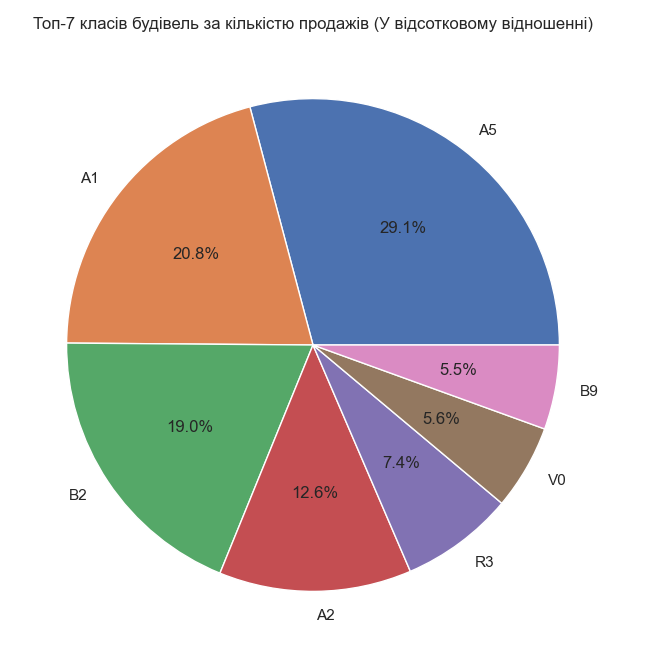 Топ-7 класів будівель за кількістю продажів (У відсотковому відношенні)
A5
A1
29.1%
20.8%
5.5%
B9
5.6%
19.0%
7.4%
V0
12.6%
B2
R3
A2